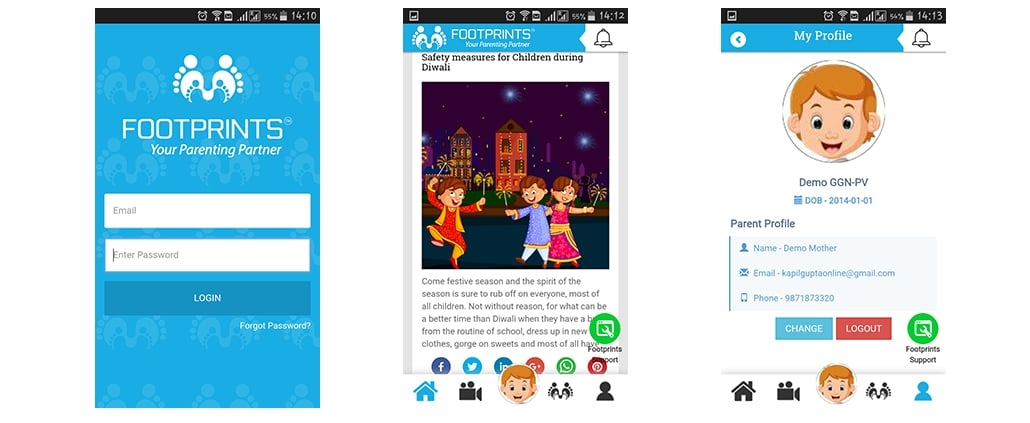 55% 14:10
FOOTPRINTS™
Your Parenting Partner
Email
Enter Password
LOGIN
Forgot Password?
55% 14:12
FOOTPRINTS
Your Parenting Partner
Safety measures for Children during
Diwali
Come festive season and the spirit of the
season is sure to rub off on everyone, most of
all children. Not without reason, for what can be
a better time than Diwali when they have a
from the routine of school, dress up in new
clothes, gorge on sweets and most of all have
Footprints
Support
54% 14:13
My Profile
Demo GGN-PV
DOB - 2014-01-01
Parent Profile
Name - Demo Mother
Email - kapilguptaonline@gmail.com
Phone - 9871873320
CHANGE LOGOUT
Footprints
Support